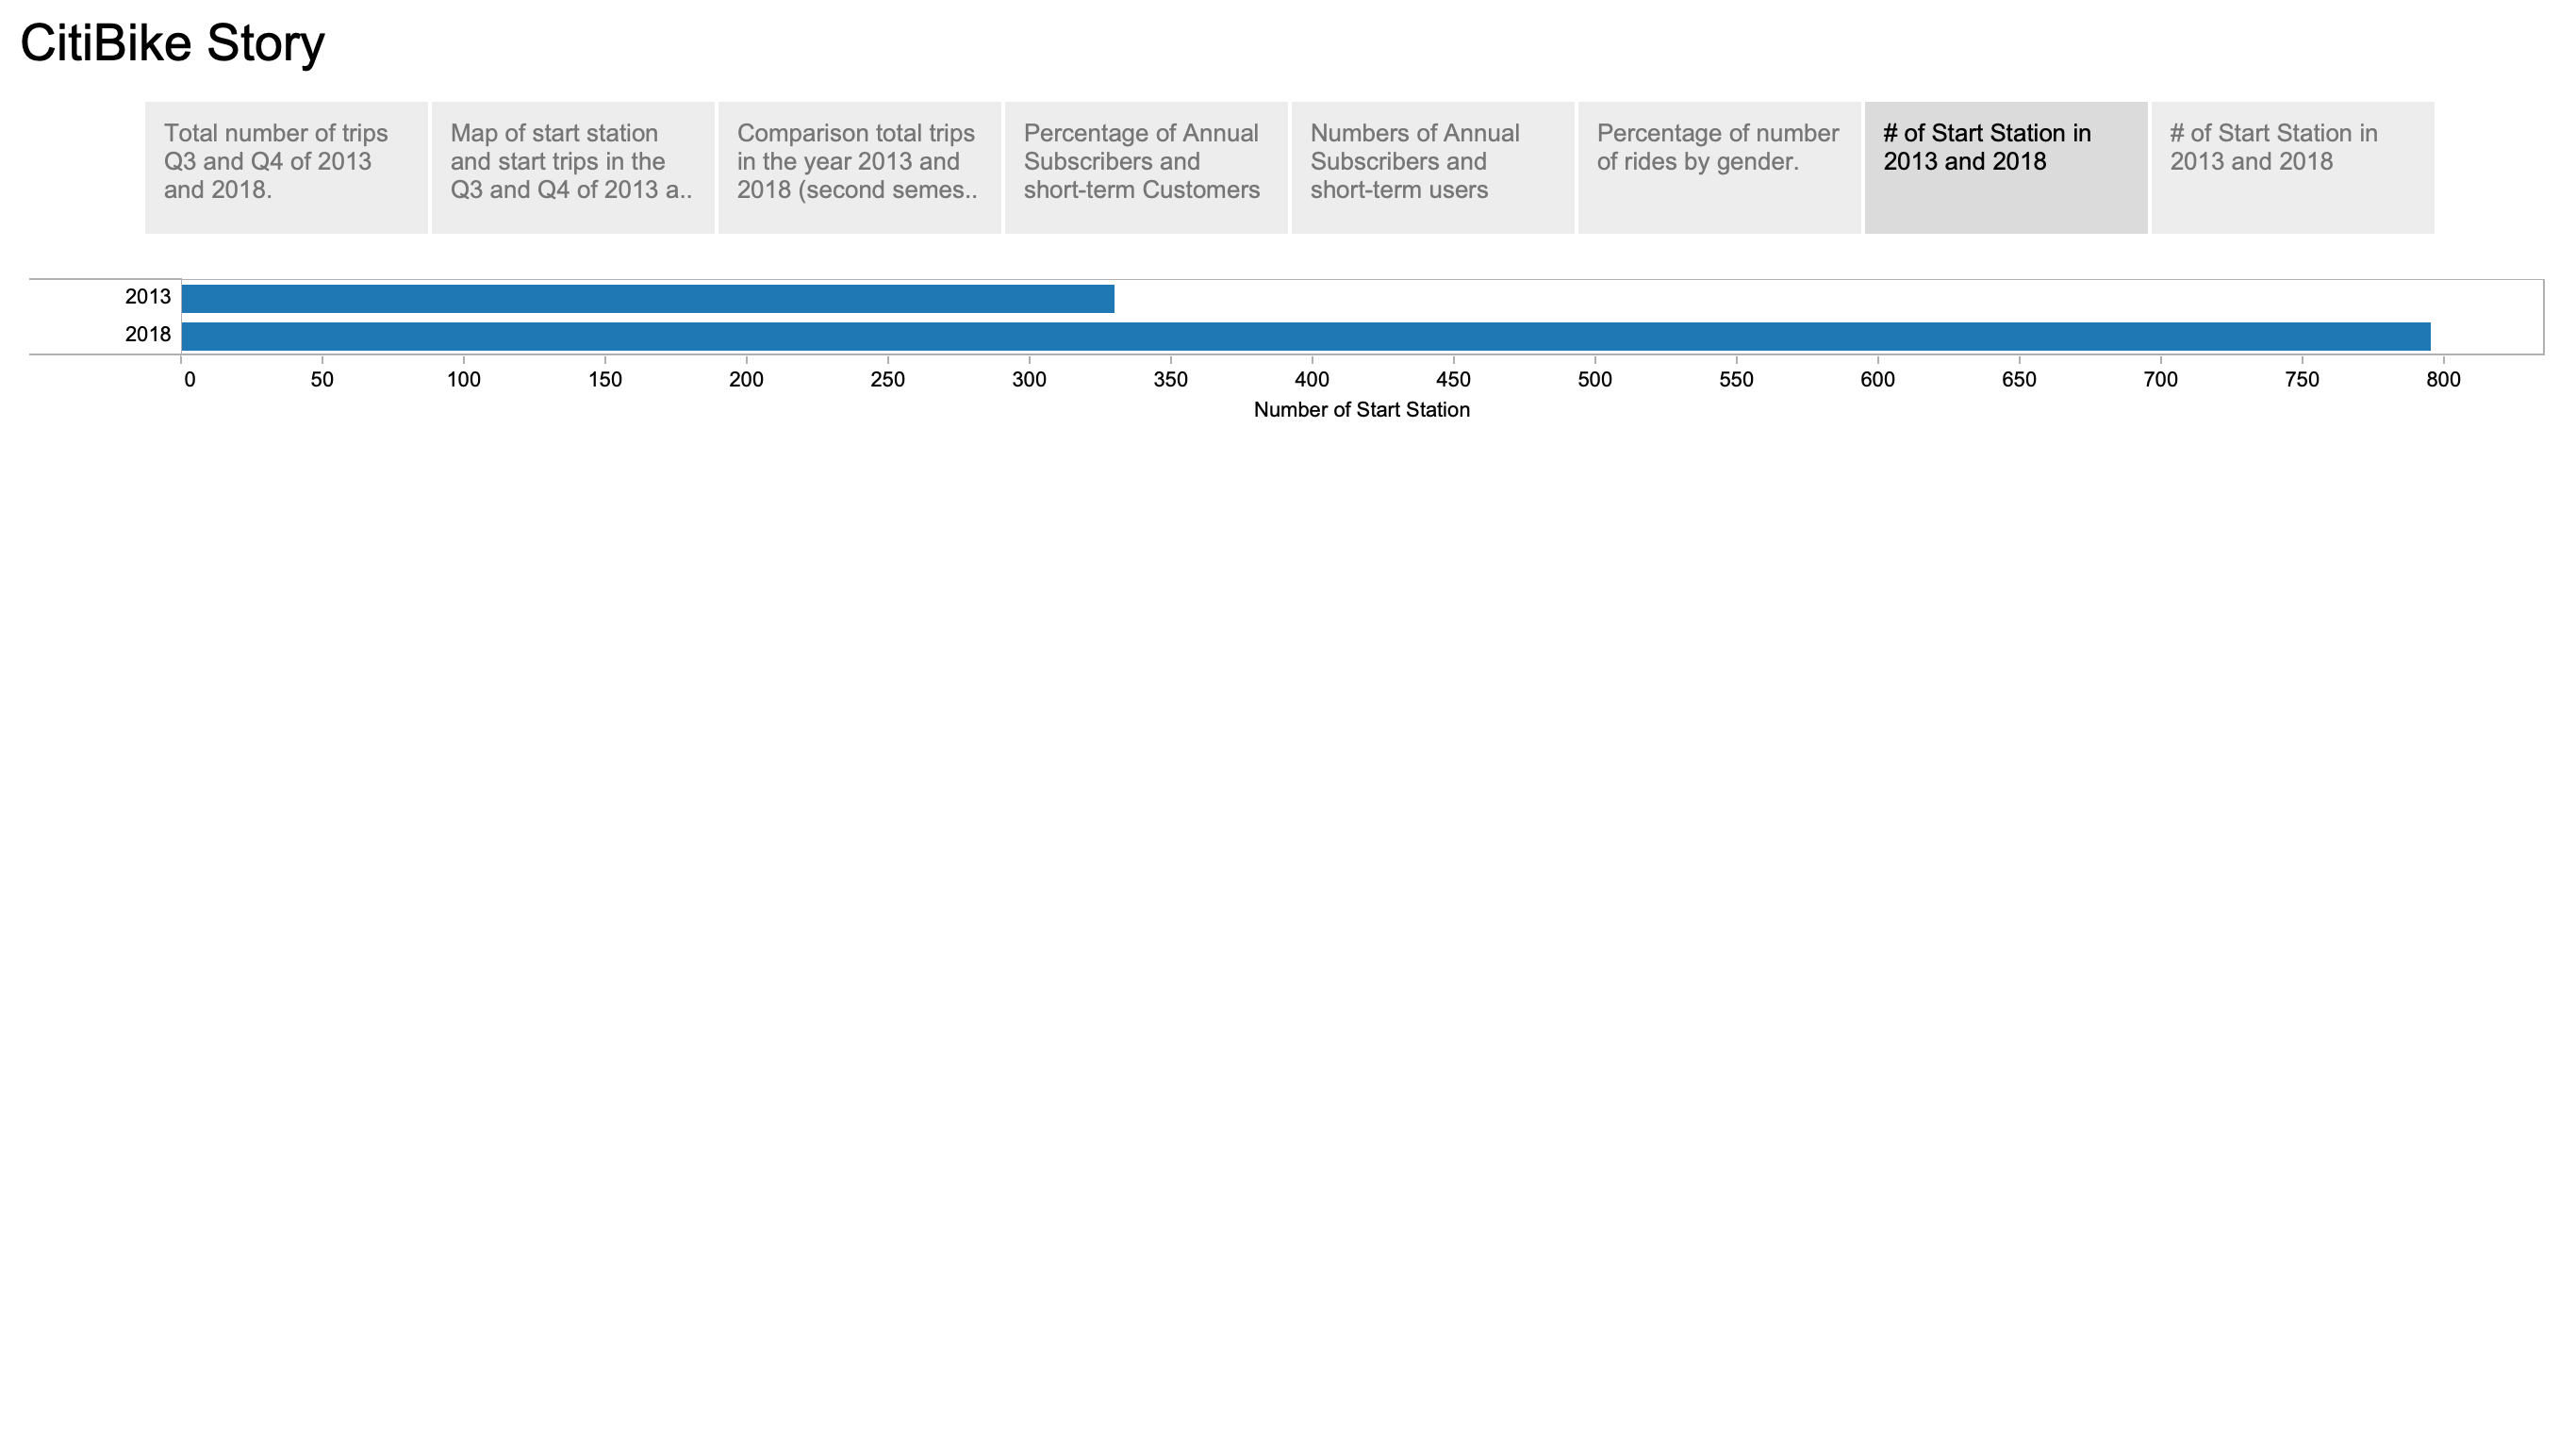 CitiBike Story
Total number of trips
Q3 and Q4 of 2013
and 2018.
Map of start station
and start trips in the
Q3 and Q4 of 2013 a..
Comparison total trips
in the year 2013 and
2018 (second semes..
Percentage of Annual
Subscribers and
short-term Customers
Numbers of Annual
Subscribers and
short-term users
Percentage of number
of rides by gender.
# of Start Station in
2013 and 2018
# of Start Station in
2013 and 2018
2013
2018
0 50 100 150 200 250 300 350 400 450 500 550 600 650 700 750 800
Number of Start Station